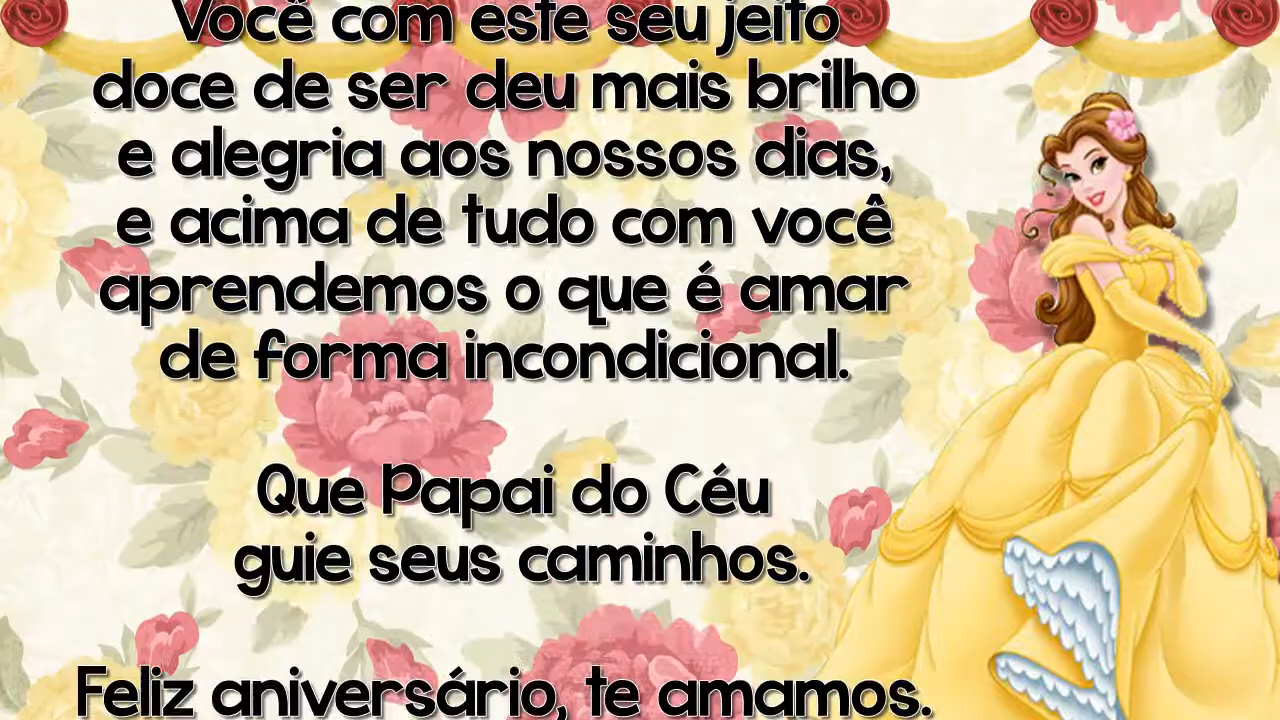 Você com este seu jeito
doce de ser deu mais brilho
e alegria aos nossos dias,
e acima de tudo com você
aprendemos o que é amar
de forma incondicional.
Que Papai do Céu
guie seus caminhos.
Feliz aniversário, te amamos.